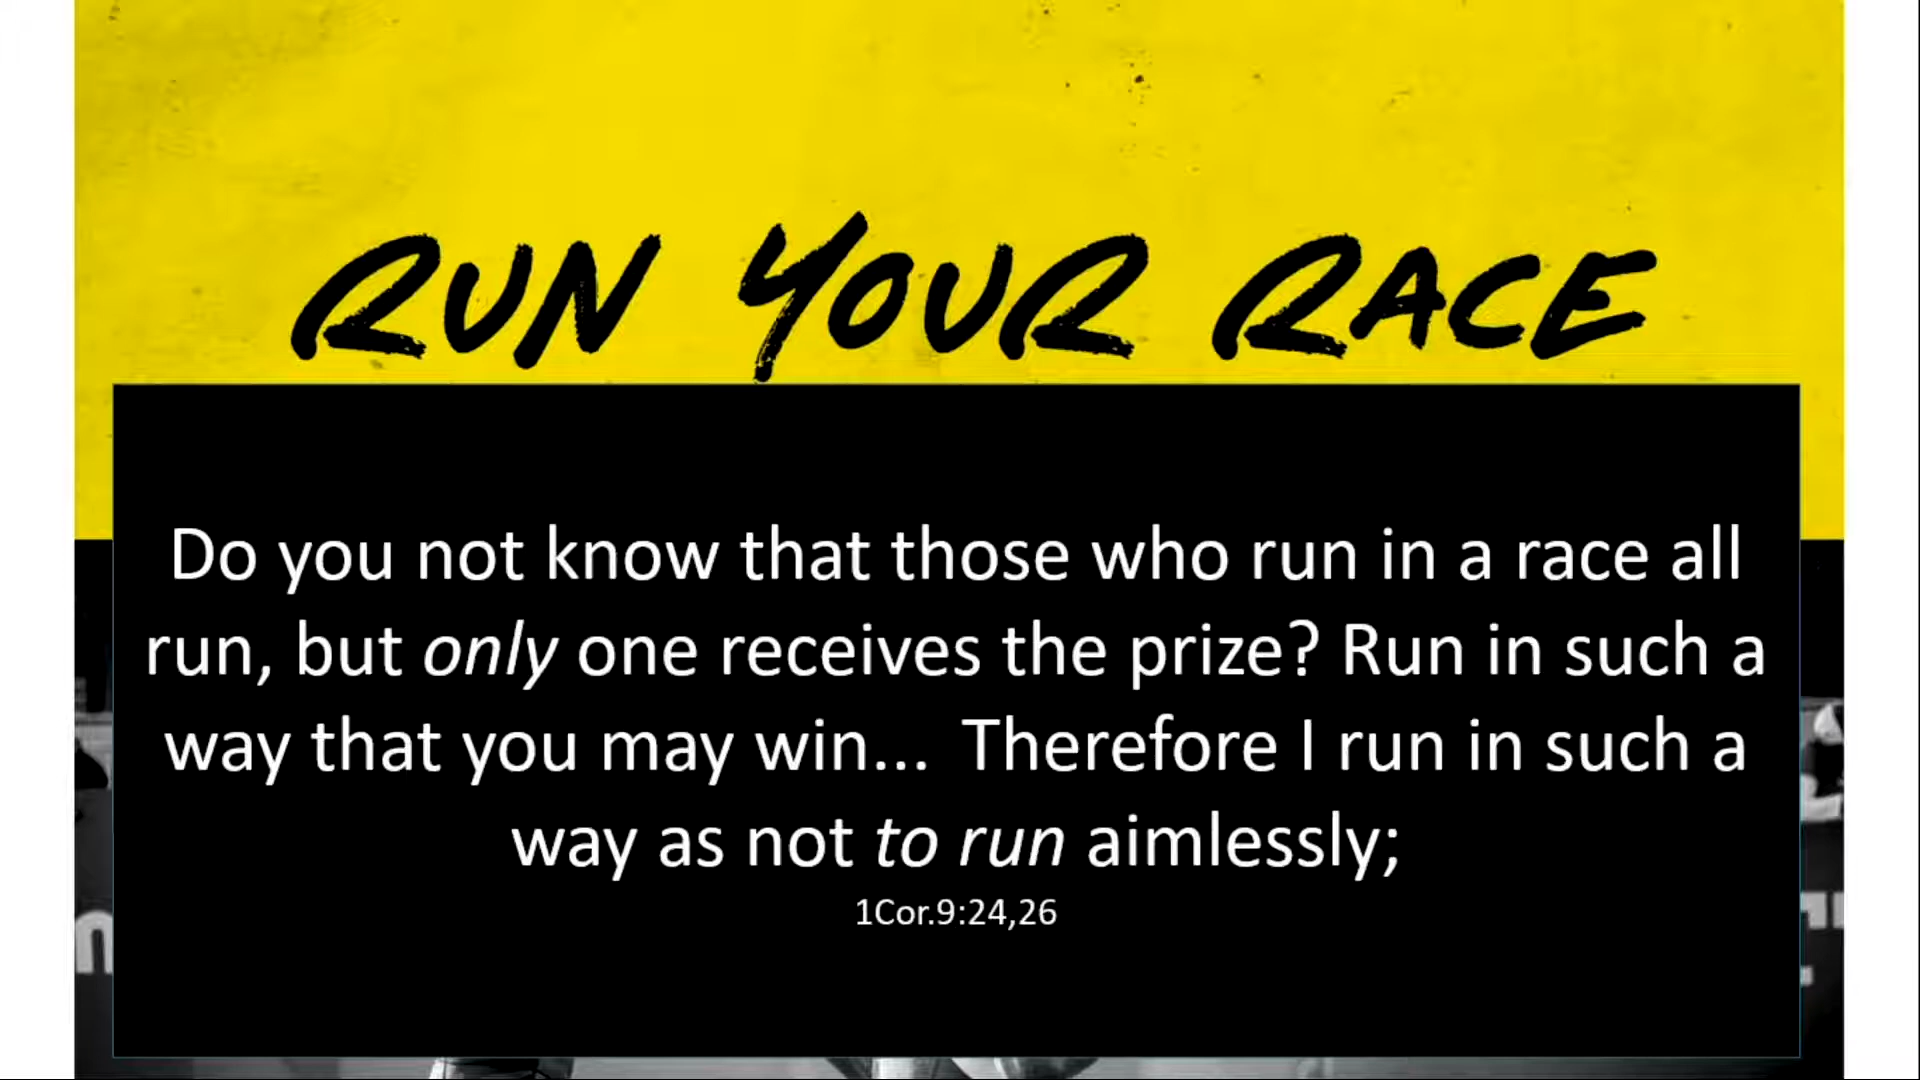 RUN YOUR RACE
Do you not know that those who run in a race all
run, but only one receives the prize? Run in such a
way that you may win...  Therefore I run in such a
way as not to run aimlessly;
1Cor.9:24,26